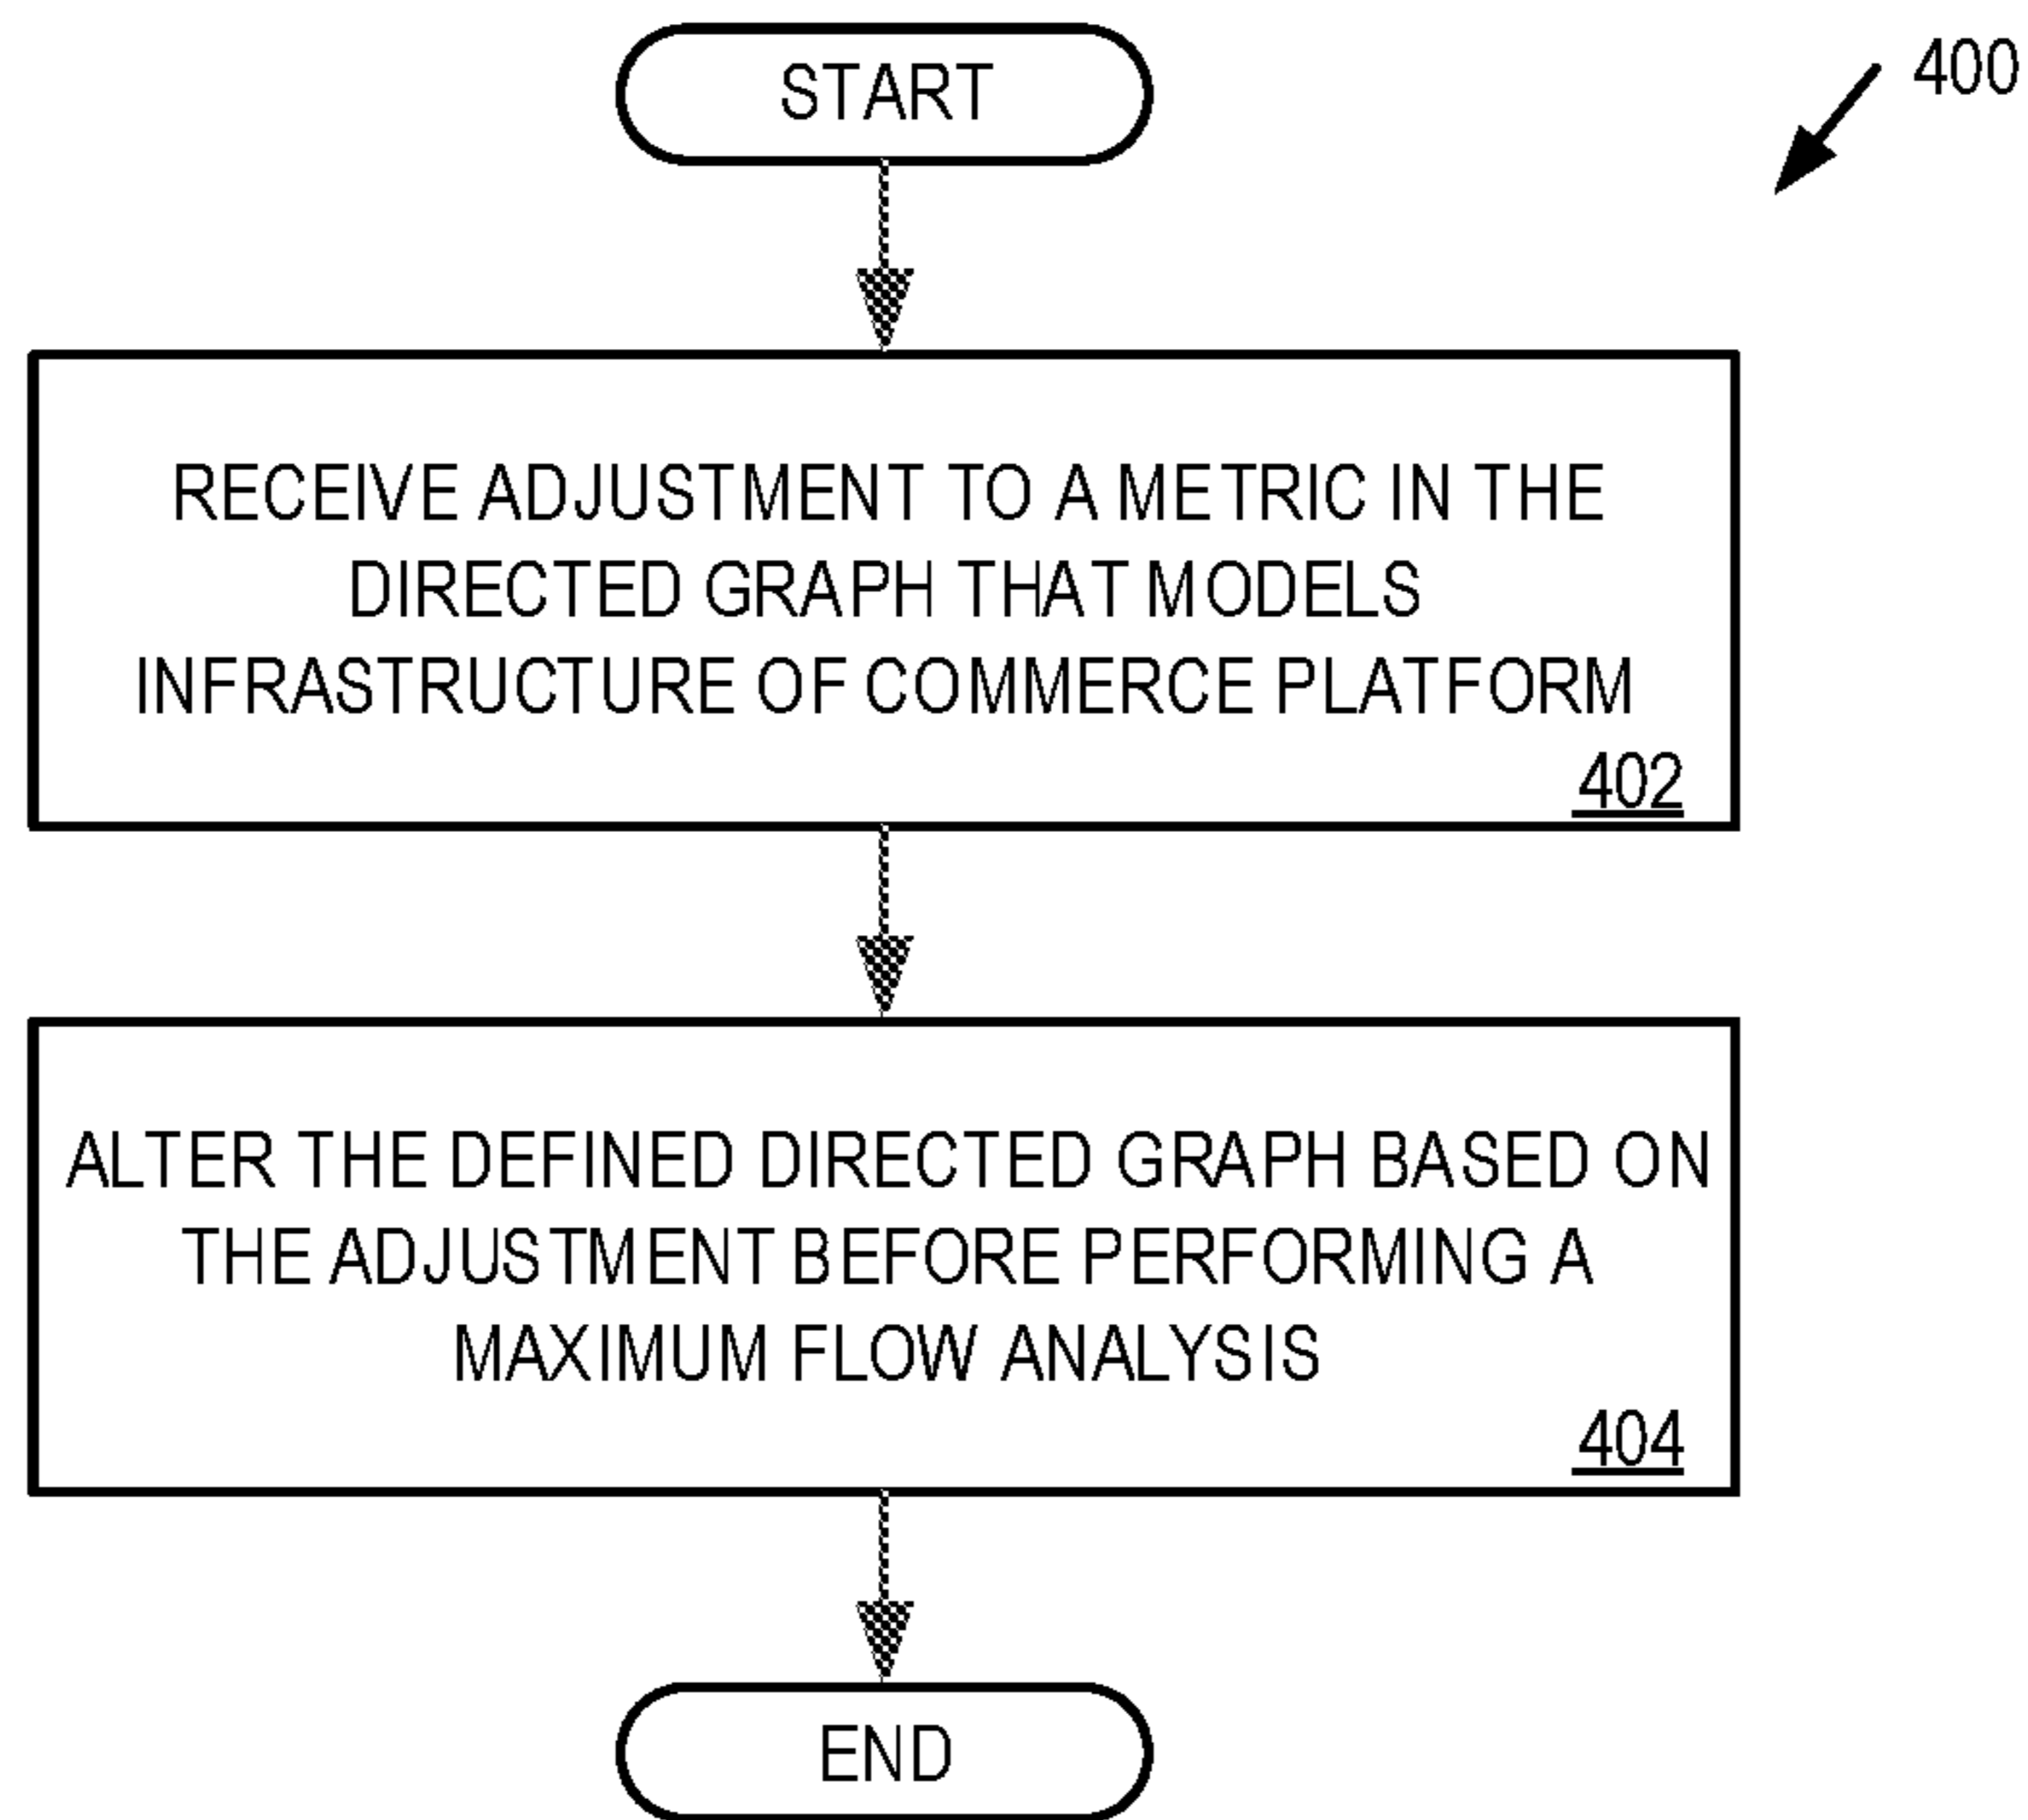 START
400
RECEIVE ADJUSTMENT TO A METRIC IN THE
DIRECTED GRAPH THAT MODELS
INFRASTRUCTURE OF COMMERCE PLATFORM
402
ALTER THE DEFINED DIRECTED GRAPH BASED ON
THE ADJUSTMENT BEFORE PERFORMING A
MAXIMUM FLOW ANALYSIS
404
END